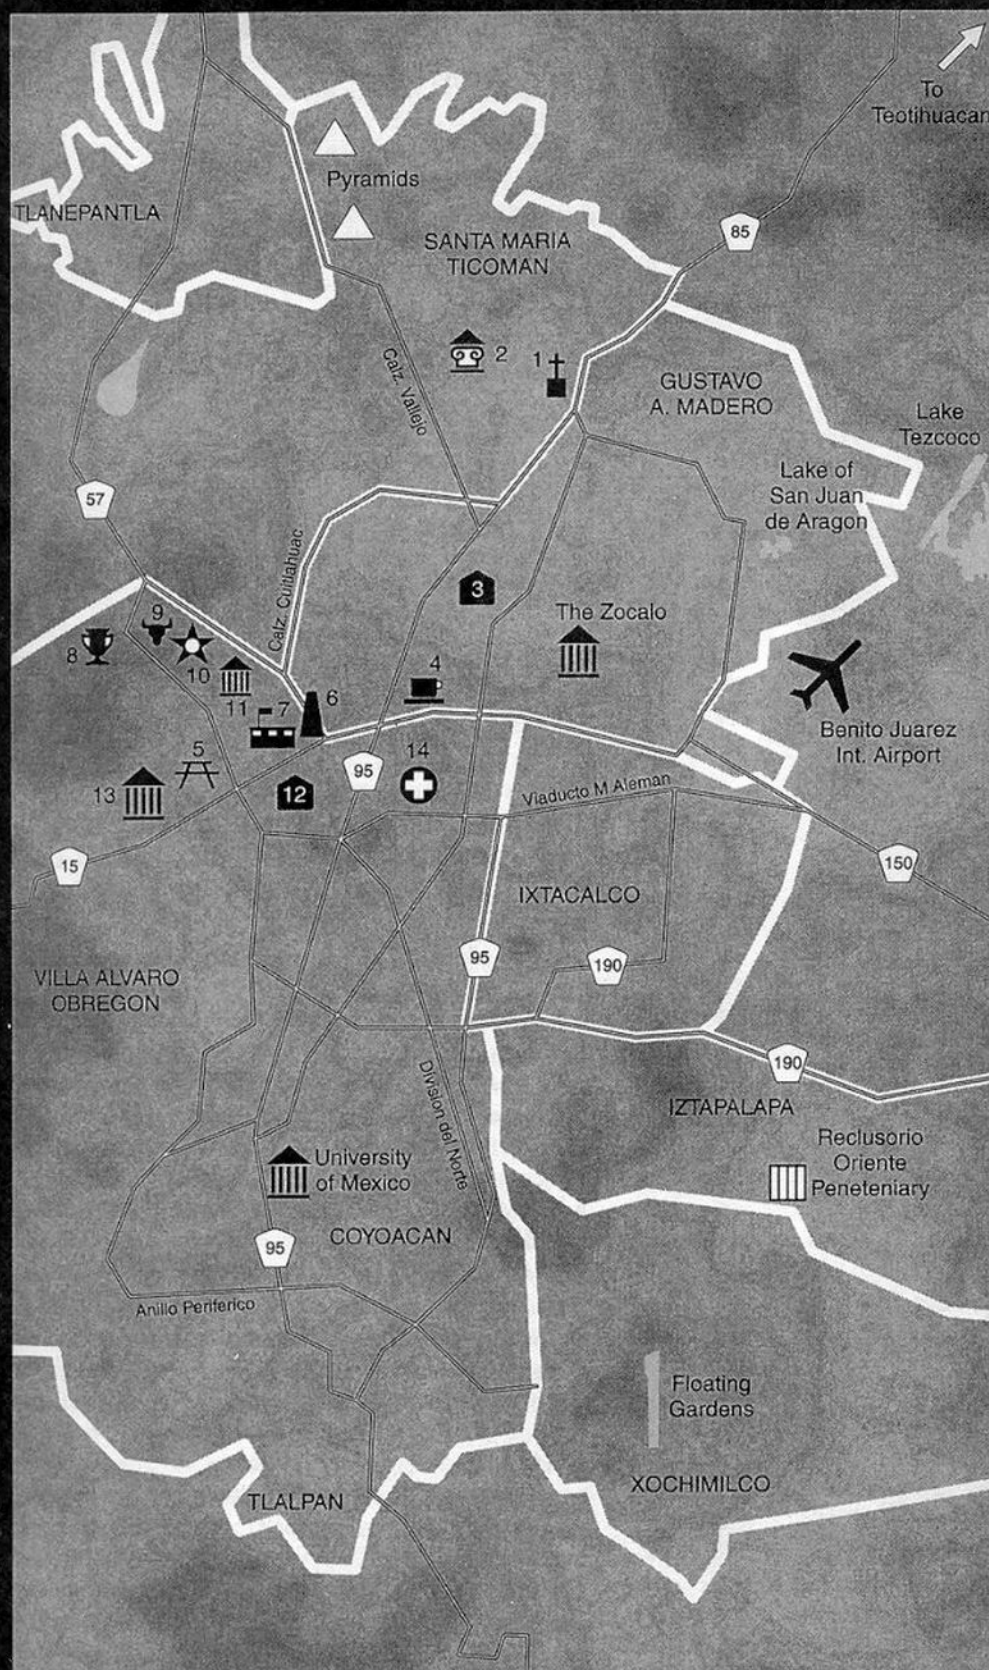 To
Teotihuacan
Pyramids
TLANEPANTLA
SANTA MARIA
TICOMAN
85
2
1
Calz. Vallejo
GUSTAVO
A. MADERO
Lake
Tezcoco
Lake of
San Juan
de Aragon
57
Calz. Cuitlahuac
3
The Zocalo
9
8
10
11
4
6
7
Benito Juarez
Int. Airport
5
13
12
95
14
Viaducto M Aleman
15
150
IXTACALCO
95
190
VILLA ALVARO
OBREGON
190
Division del Norte
IZTAPALAPA
Reclusorio
Oriente
Peneteniary
University
of Mexico
COYOACAN
95
Anillo Periferico
Floating
Gardens
XOCHIMILCO
TLALPAN